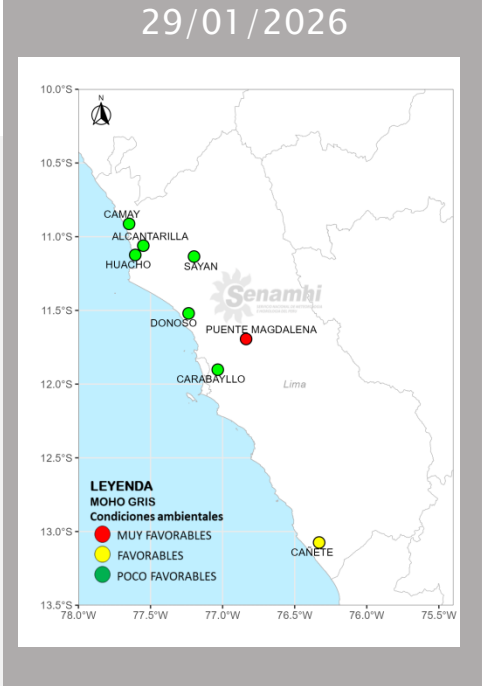 29/01/2026
N
10.0°S
10.5°S
11.0°S
11.5°S
12.0°S
12.5°S
13.0°S
13.5°S
CAMAY
ALCANTARILLA
HUACHO
SAYAN
Senamhi
DONOSO
PUENTE MAGDALENA
CARABAYLLO
Lima
CAÑETE
LEYENDA
MOHO GRIS
Condiciones ambientales
MUY FAVORABLES
FAVORABLES
POCO FAVORABLES
78.0°W 77.5°W 77.0°W 76.5°W 76.0°W 75.5°W